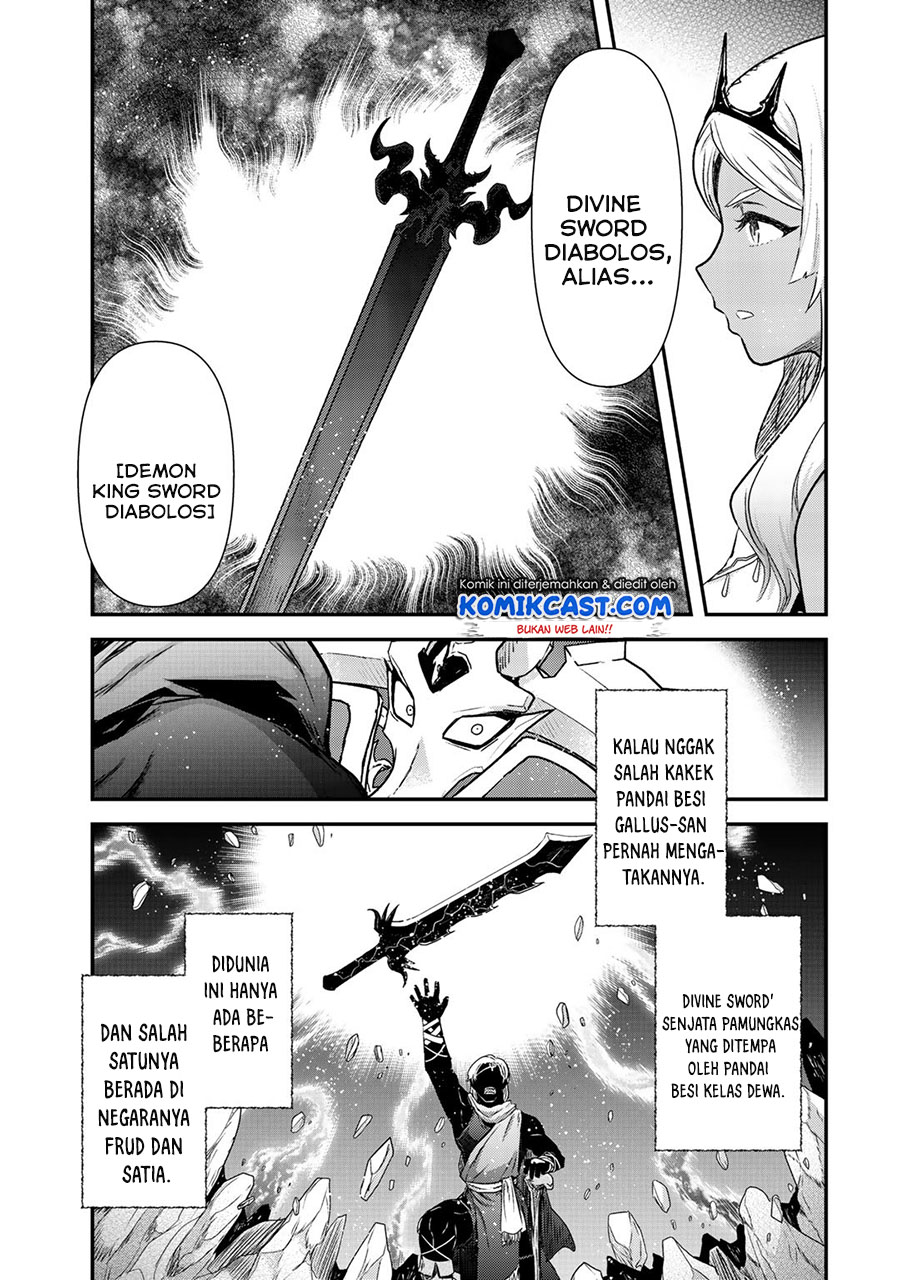 DIVINE
SWORD
DIABOLOS,
ALIAS...
[DEMON
KING SWORD
DIABOLOS]
Komik ini diterjemahkan & diedit oleh
KOMIKCAST.COM
BUKAN WEB LAIN!!
KALAU NGGAK
SALAH KAKEK
PANDAI BESI
GALLUS-SAN
PERNAH MENGA-
TAKANNYA.
DIVINE SWORD'
SENJATA PAMUNGKAS
YANG DITEMPA
OLEH PANDAI
BESI KELAS DEWA.
DIDUNIA
INI HANYA
ADA BE-
BERAPA
DAN SALAH
SATUNYA
BERADA DI
NEGARANYA
FRUD DAN
SATIA.